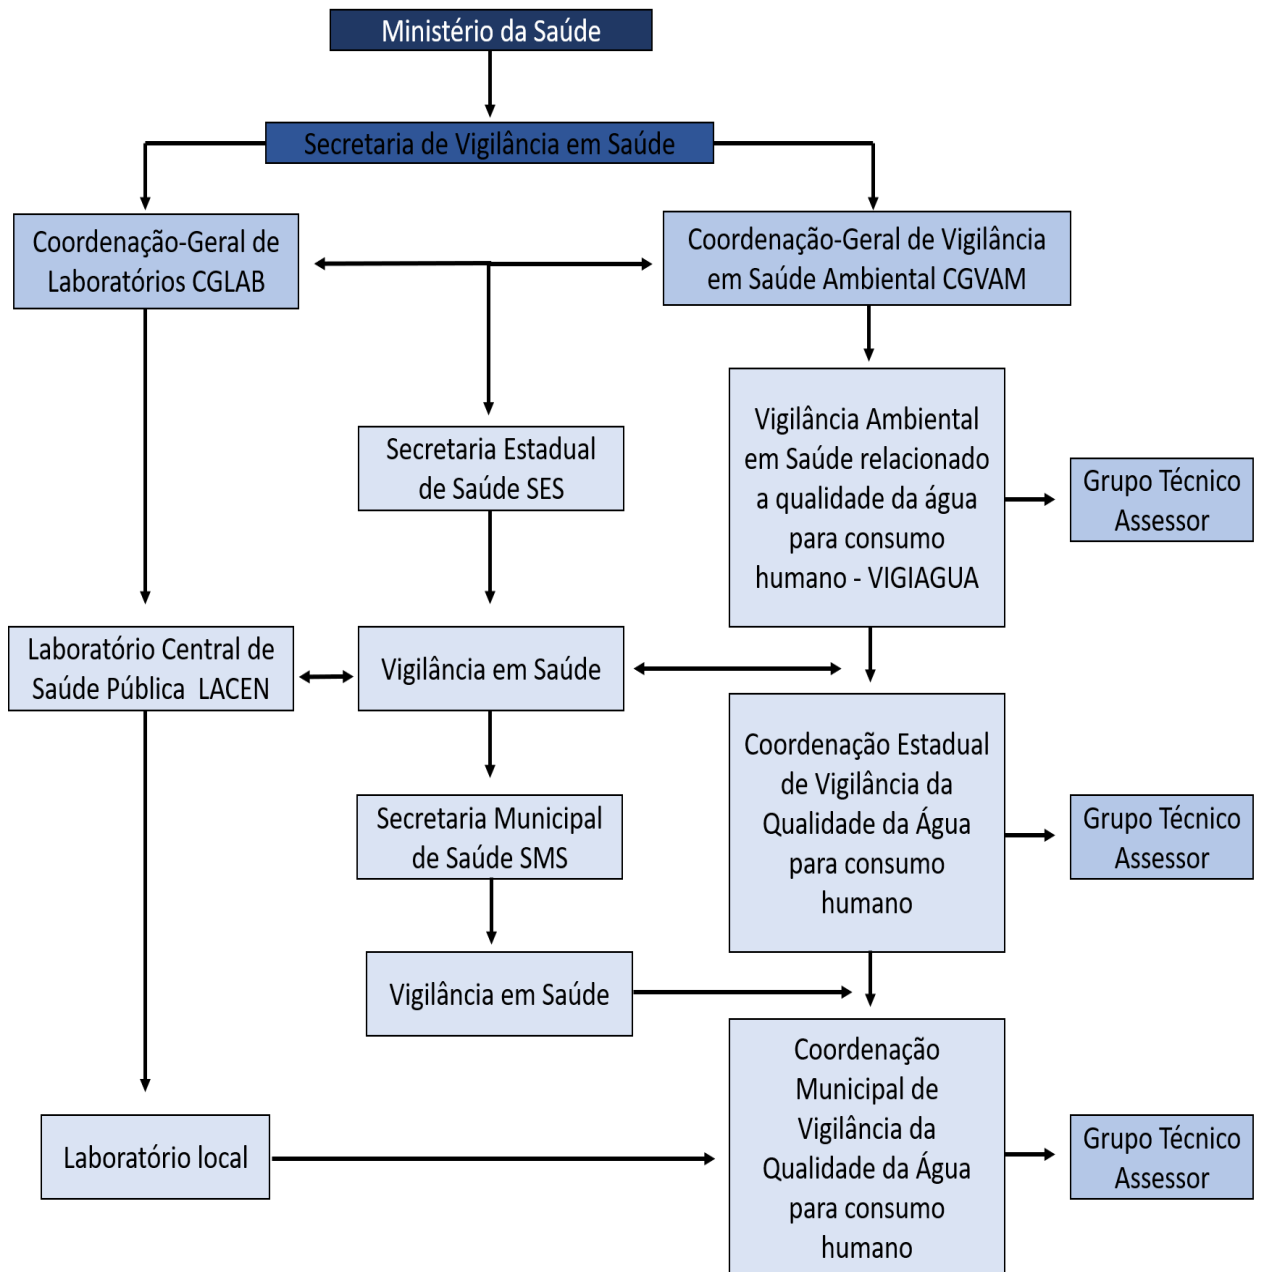 Ministério da Saúde
Secretaria de Vigilância em Saúde
Coordenação-Geral de
Laboratórios CGLAB
Coordenação-Geral de Vigilância
em Saúde Ambiental CGVAM
Vigilância Ambiental
em Saúde relacionado
a qualidade da água
para consumo
humano - VIGIAGUA
Grupo Técnico
Assessor
Secretaria Estadual
de Saúde SES
Laboratório Central de
Saúde Pública LACEN
Vigilância em Saúde
Coordenação Estadual
de Vigilância da
Qualidade da Água
para consumo
humano
Grupo Técnico
Assessor
Secretaria Municipal
de Saúde SMS
Vigilância em Saúde
Coordenação
Municipal de
Vigilância da
Qualidade da Água
para consumo
humano
Grupo Técnico
Assessor
Laboratório local